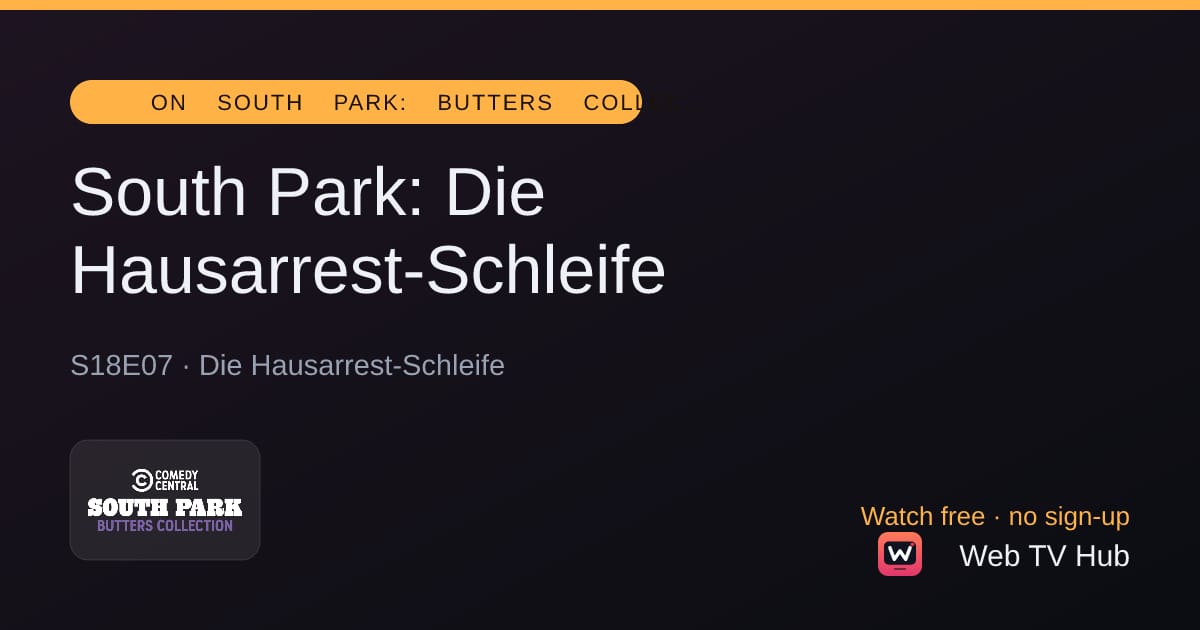 ON SOUTH PARK: BUTTERS COLL
South Park: Die
Hausarrest-Schleife
S18E07 · Die Hausarrest-Schleife
COMEDY
CENTRAL
SOUTH PARK
BUTTERS COLLECTION
Watch free · no sign-up
Web TV Hub